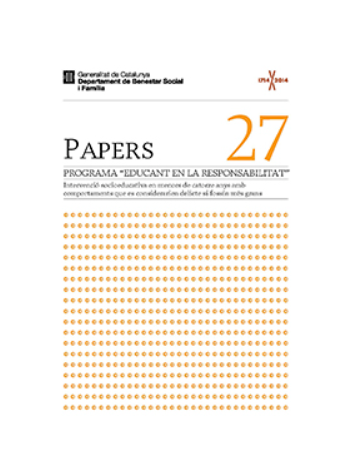 Generalitat de Catalunya
Departament de Benestar Social
i Família
1714 2014
27
PAPERS
PROGRAMA “EDUCANT EN LA RESPONSABILITAT”
Intervenció socioeducativa en menors de catorze anys amb
comportaments que es considerarien delicte si fossin més grans